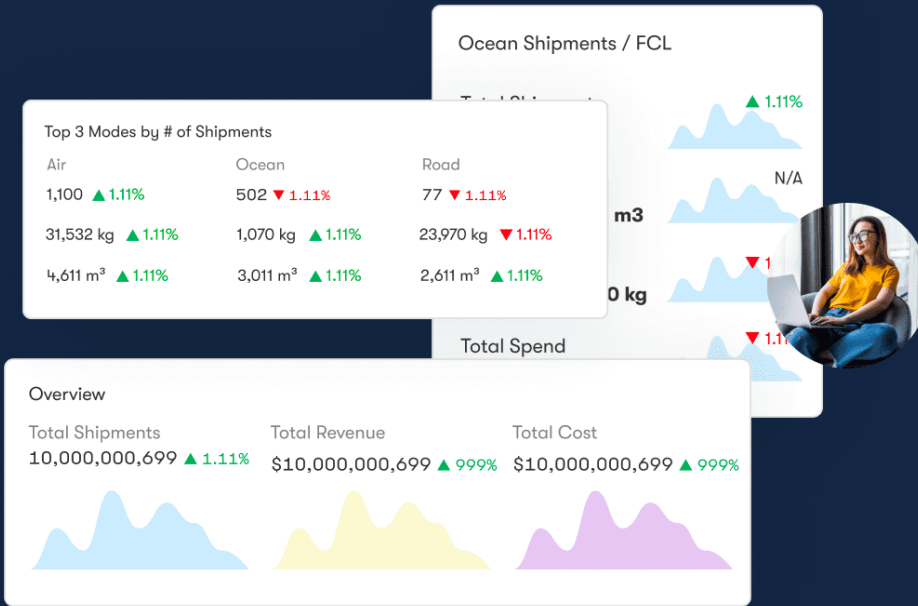 Ocean Shipments / FCL
1.11%
N/A
m3
kg
1.11
Total Spend
Top 3 Modes by # of Shipments
Air Ocean Road
1,100 1.11% 502 1.11% 77 1.11%
31,532 kg 1.11% 1,070 kg 1.11% 23,970 kg 1.11%
4,611 m³ 1.11% 3,011 m³ 1.11% 2,611 m³ 1.11%
Overview
Total Shipments Total Revenue Total Cost
10,000,000,699 1.11% $10,000,000,699 999% $10,000,000,699 999%